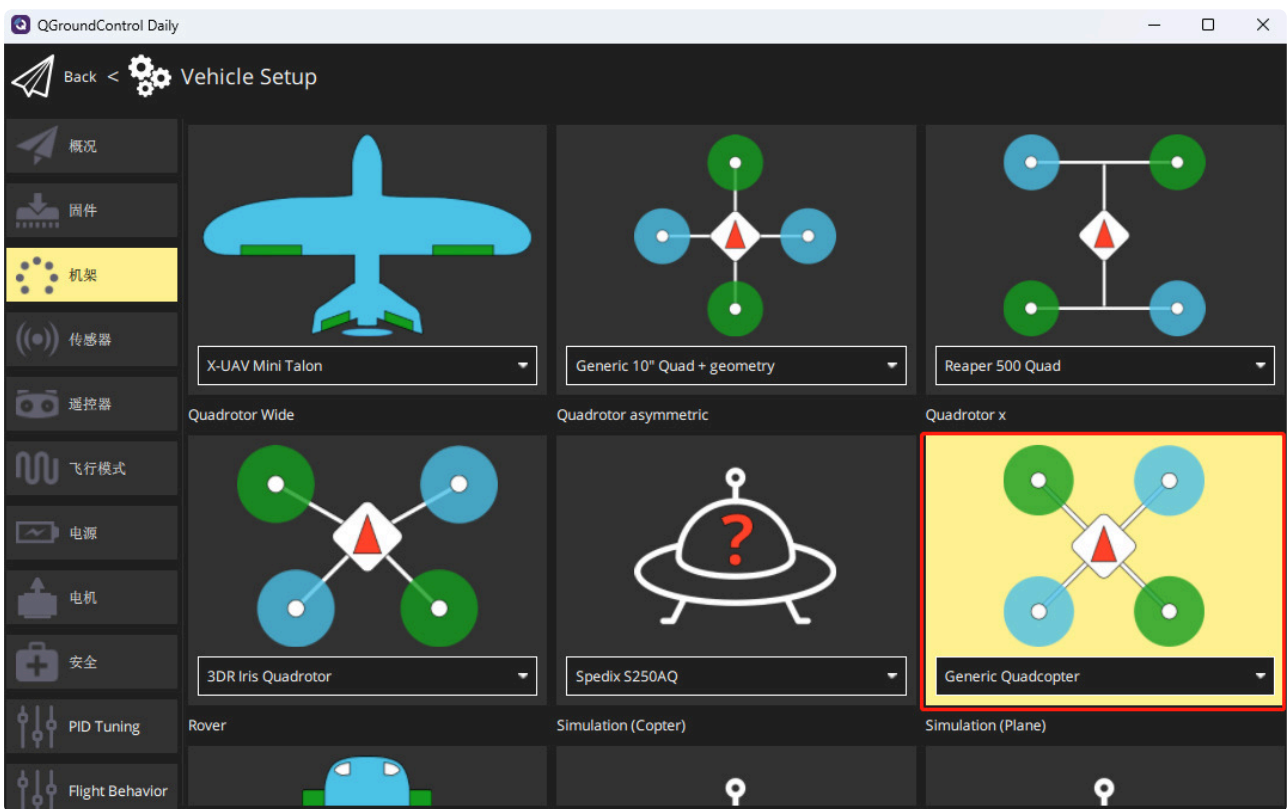 QGroundControl Daily
Back < Vehicle Setup
概况
固件
机架
传感器
遥控器
飞行模式
电源
电机
安全
PID Tuning
Flight Behavior
X-UAV Mini Talon
Generic 10" Quad + geometry
Reaper 500 Quad
Quadrotor Wide
Quadrotor asymmetric
Quadrotor x
?
3DR Iris Quadrotor
Spedix S250AQ
Generic Quadcopter
Rover
Simulation (Copter)
Simulation (Plane)